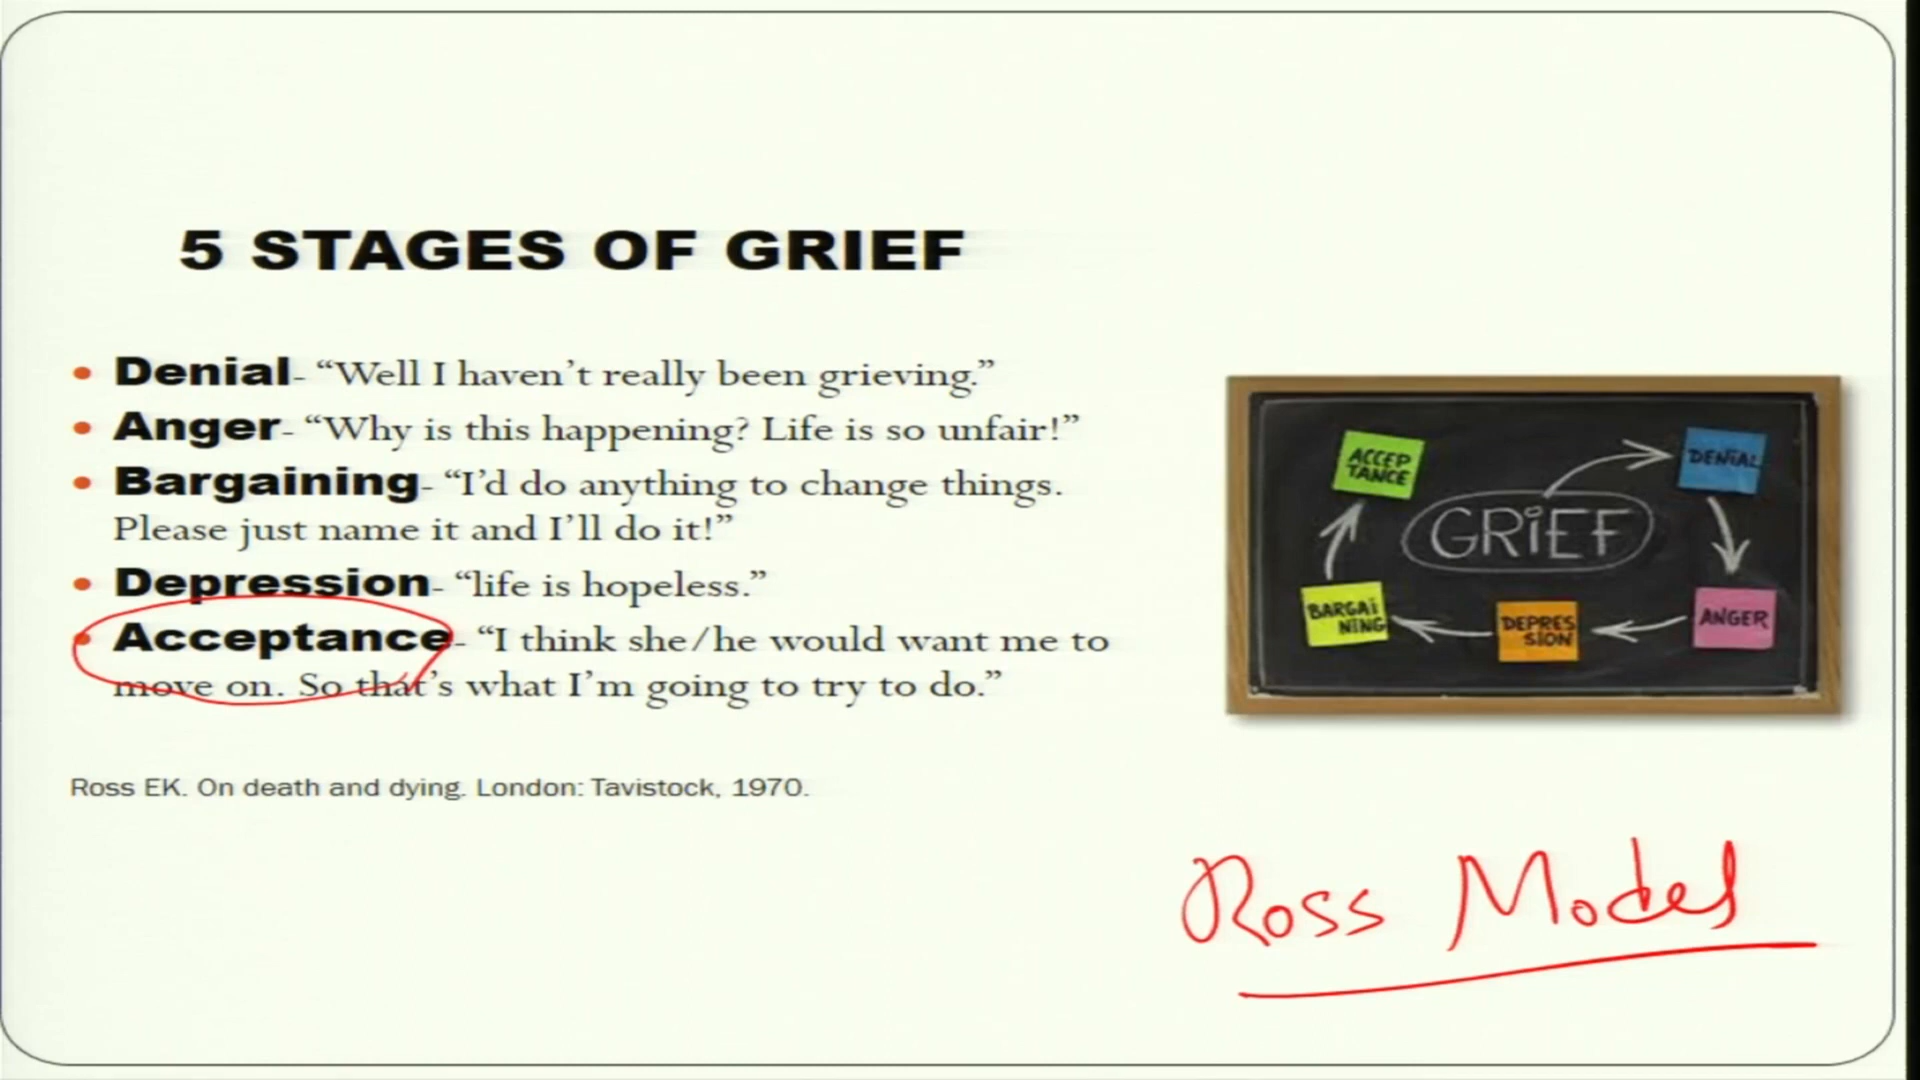 5 STAGES OF GRIEF
• Denial- “Well I haven’t really been grieving.”
• Anger- “Why is this happening? Life is so unfair!”
• Bargaining- “I’d do anything to change things.
Please just name it and I’ll do it!”
• Depression- “life is hopeless.”
• Acceptance- “I think she/he would want me to
move on. So that’s what I’m going to try to do.”
Ross EK. On death and dying. London: Tavistock, 1970.
GRiEF
DENiAL
ANGER
DEPRES
SiON
BARGAi
NiNG
ACCEP
TANCE
Ross Model